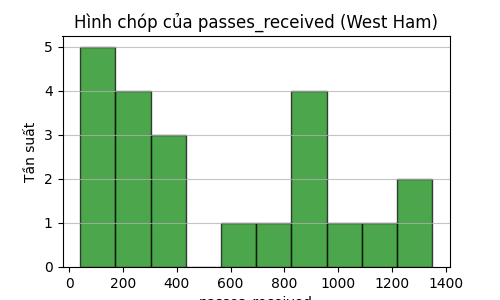 Hình chóp của passes_received (West Ham)
Tần suất
5
4
3
2
1
0
0 200 400 600 800 1000 1200 1400
passes_received